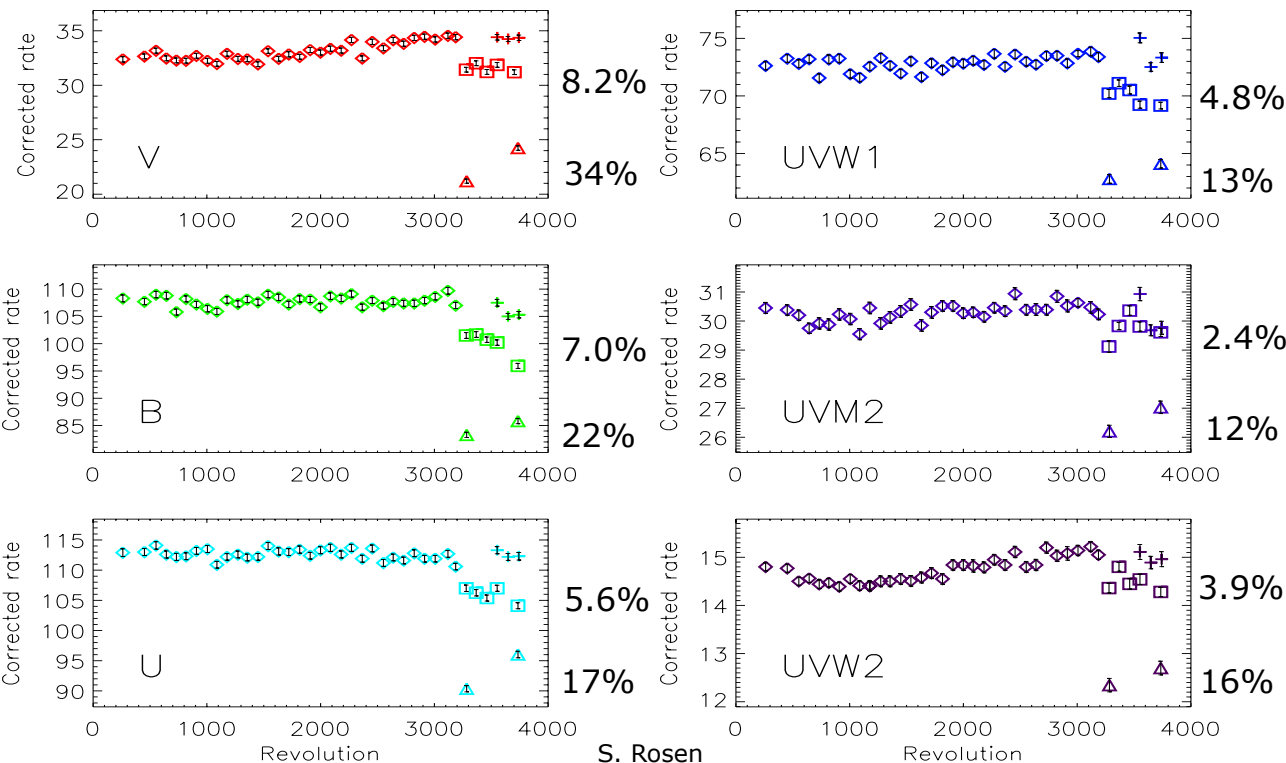 35
30
25
20
Corrected rate
V
8.2%
34%
0 1000 2000 3000 4000
75
70
65
Corrected rate
UVW1
4.8%
13%
0 1000 2000 3000 4000
110
105
100
95
90
85
Corrected rate
B
7.0%
22%
0 1000 2000 3000 4000
31
30
29
28
27
26
Corrected rate
UVM2
2.4%
12%
0 1000 2000 3000 4000
115
110
105
100
95
90
Corrected rate
U
5.6%
17%
0 1000 2000 3000 4000
Revolution
15
14
13
12
Corrected rate
UVW2
3.9%
16%
0 1000 2000 3000 4000
Revolution
S. Rosen